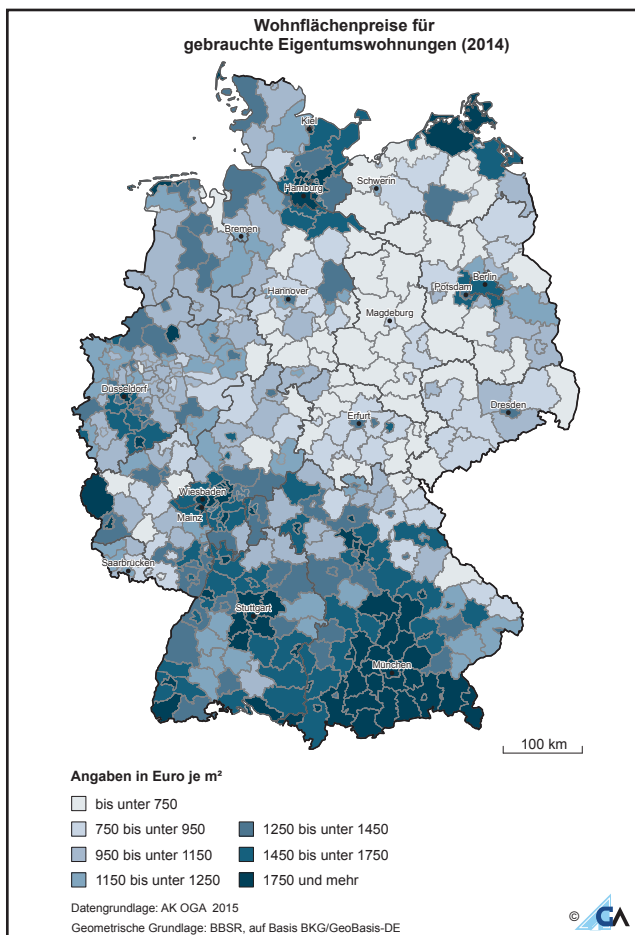 Wohnflächenpreise für
gebrauchte Eigentumswohnungen (2014)
Kiel
Schwerin
Hamburg
Bremen
Berlin
Potsdam
Hannover
Magdeburg
Düsseldorf
Erfurt
Dresden
Wiesbaden
Mainz
Saarbrücken
Stuttgart
München
100 km
Angaben in Euro je m²
bis unter 750
750 bis unter 950
1250 bis unter 1450
950 bis unter 1150
1450 bis unter 1750
1150 bis unter 1250
1750 und mehr
Datengrundlage: AK OGA 2015
Geometrische Grundlage: BBSR, auf Basis BKG/GeoBasis-DE
© GA